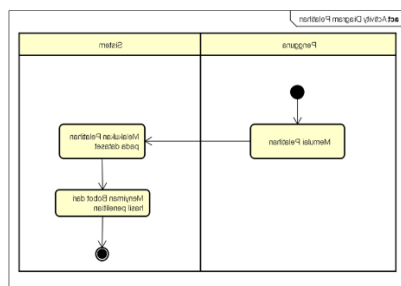 act Activity Diagram Pelatihan
Pengguna
Sistem
Memulai Pelatihan
Melakukan Pelatihan
pada dataset
Menyimpan Bobot dan
hasil penelitian